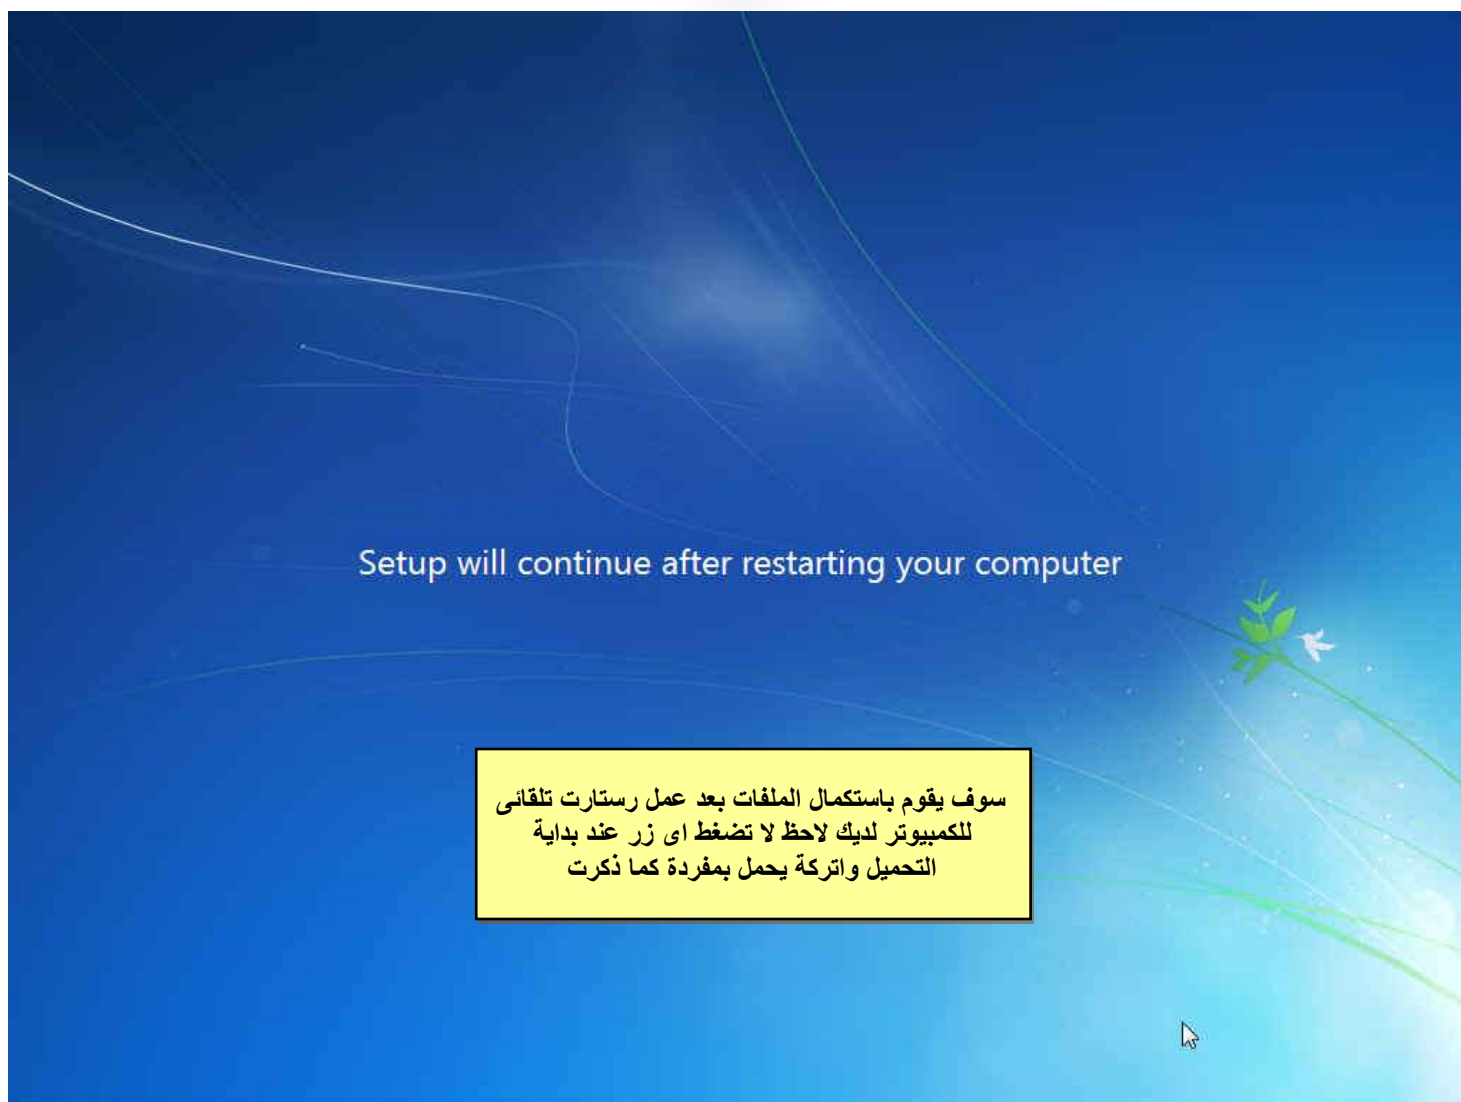 Setup will continue after restarting your computer
سوف يقوم باستكمال الملفات بعد عمل رستارت تلقائى
للكمبيوتر لديك لاحظ لا تضغط اى زر عند بداية
التحميل واتركة يحمل بمفردة كما ذكرت